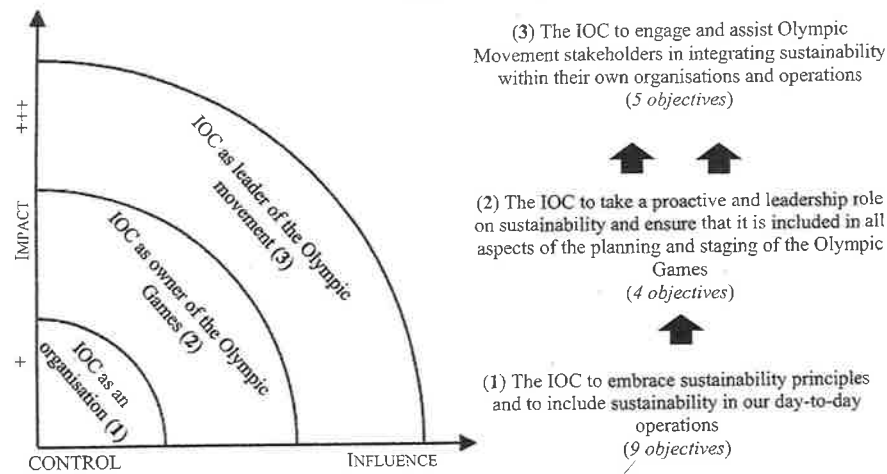 +++
IMPACT
+
CONTROL
INFLUENCE
IOC as leader of the Olympic
movement (3)
IOC as owner of the Olympic
Games (2)
IOC as an
organisation (1)
(3) The IOC to engage and assist Olympic
Movement stakeholders in integrating sustainability
within their own organisations and operations
(5 objectives)
(2) The IOC to take a proactive and leadership role
on sustainability and ensure that it is included in all
aspects of the planning and staging of the Olympic
Games
(4 objectives)
(1) The IOC to embrace sustainability principles
and to include sustainability in our day-to-day
operations
(9 objectives)